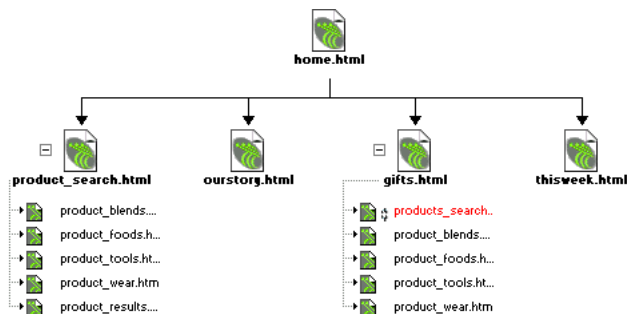 home.html
product_search.html
ourstory.html
gifts.html
thisweek.html
product_blends....
product_foods.h...
product_tools.ht...
product_wear.htm
product_results....
products_search..
product_blends....
product_foods.h...
product_tools.ht...
product_wear.htm